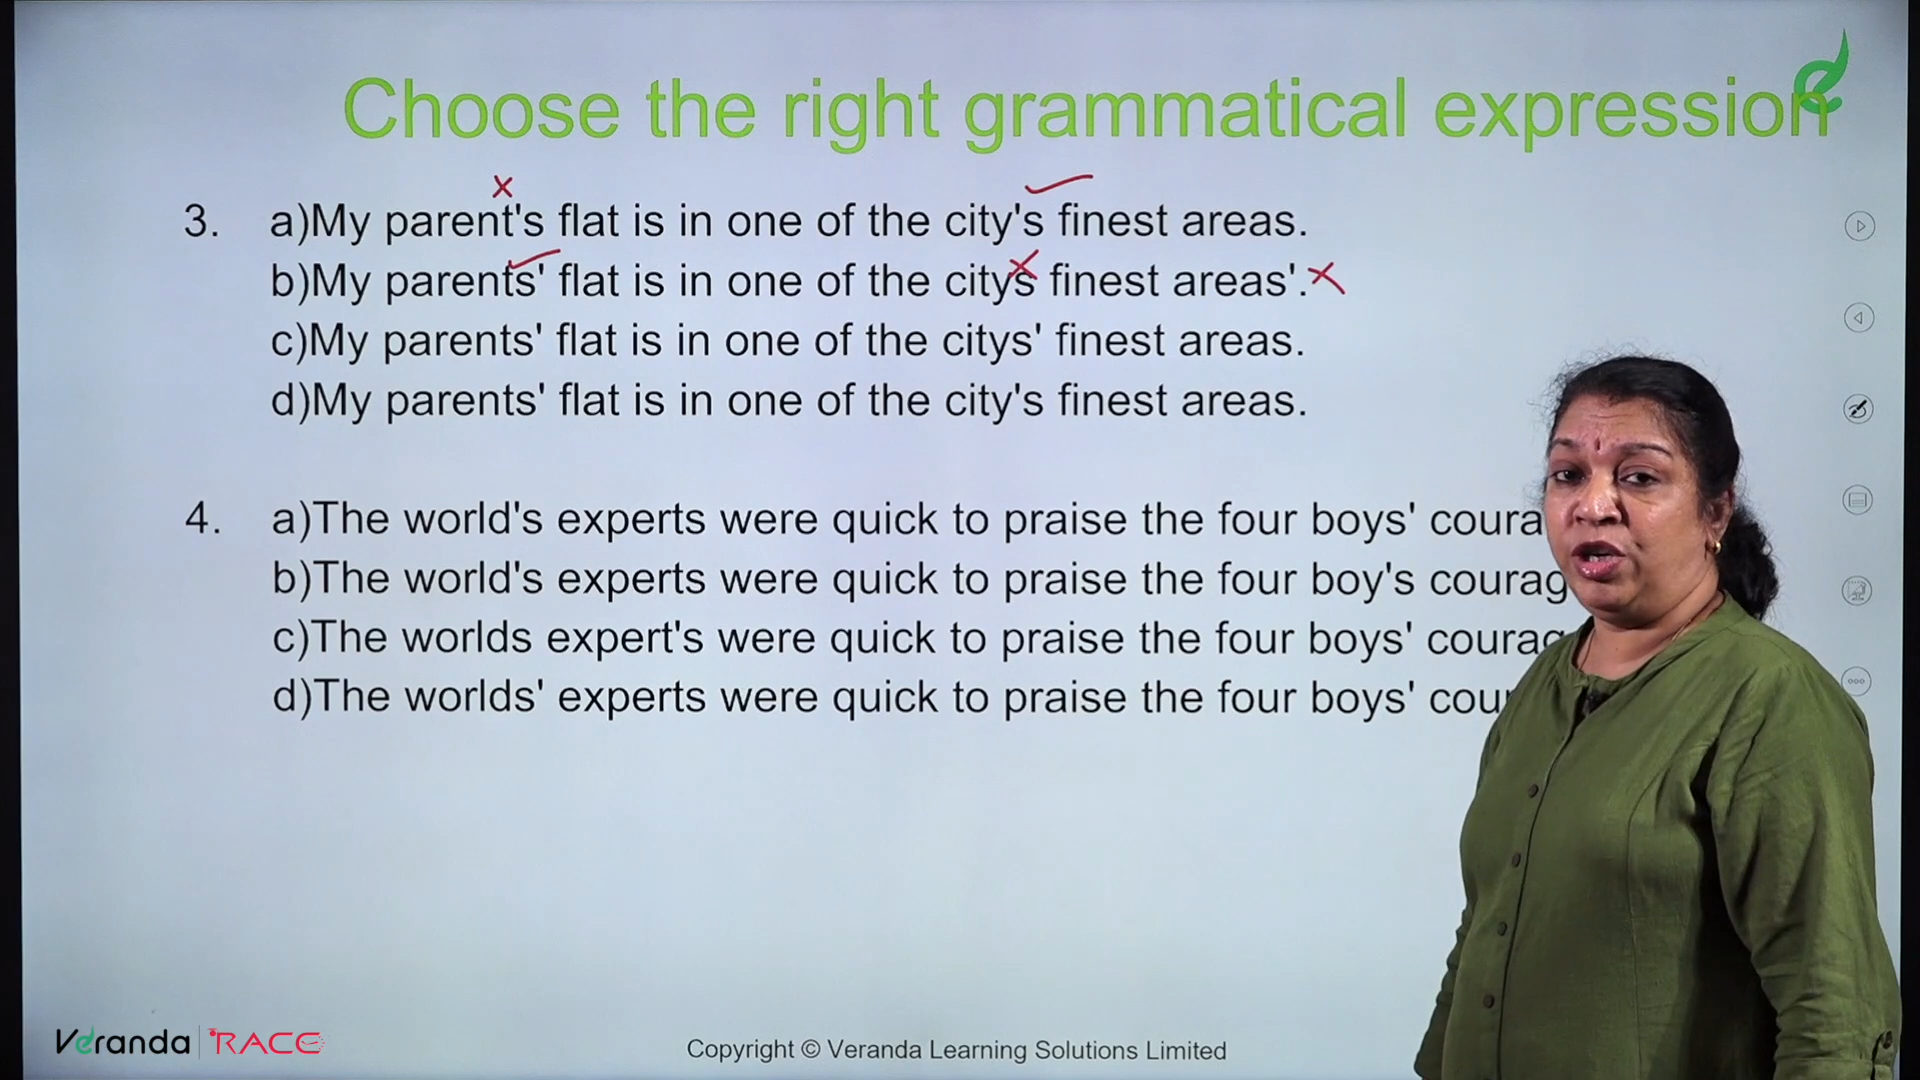 Choose the right grammatical expression
3. a)My parent's flat is in one of the city's finest areas.
b)My parents' flat is in one of the citys finest areas'.
c)My parents' flat is in one of the citys' finest areas.
d)My parents' flat is in one of the city's finest areas.
4. a)The world's experts were quick to praise the four boys'
b)The world's experts were quick to praise the four boy's
c)The worlds expert's were quick to praise the four boys'
d)The worlds' experts were quick to praise the four boys'
Veranda RACE
Copyright © Veranda Learning Solutions Limited